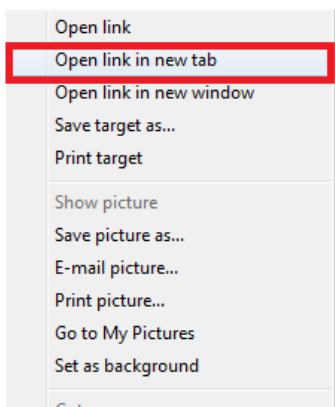 Open link
Open link in new tab
Open link in new window
Save target as...
Print target
Show picture
Save picture as...
E-mail picture...
Print picture...
Go to My Pictures
Set as background